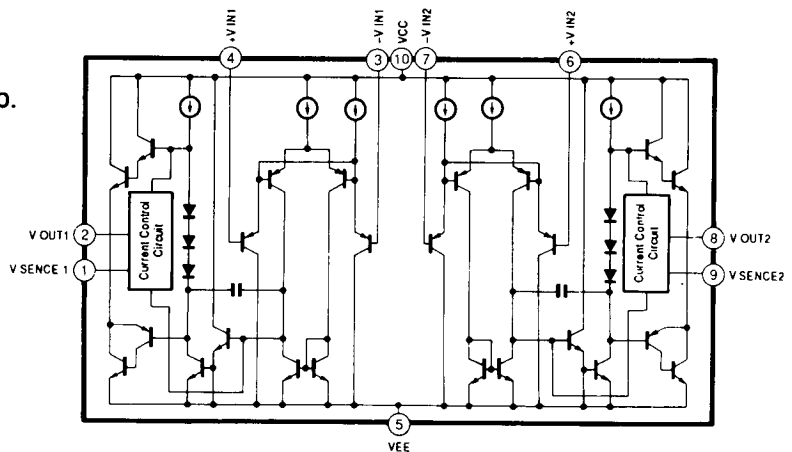 +V IN1
-V IN1
VCC
-V IN2
+V IN2
4
3
10
7
6
Current Control
Circuit
Current Control
Circuit
V OUT1 2
V SENCE 1 1
8 V OUT2
9 V SENCE2
5
VEE